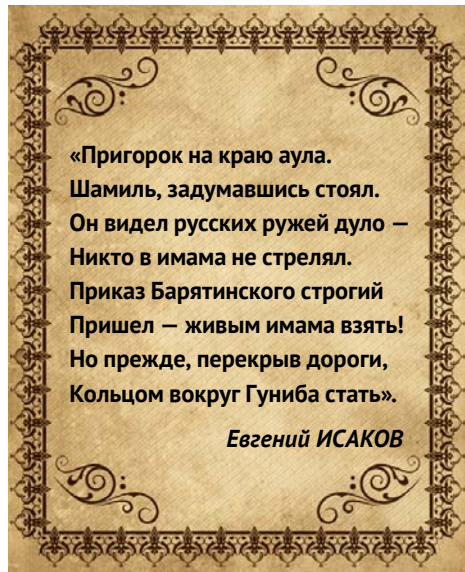 «Пригорок на краю аула.
Шамиль, задумавшись стоял.
Он видел русских ружей дуло —
Никто в имама не стрелял.
Приказ Барятинского строгий
Пришел — живым имама взять!
Но прежде, перекрыв дороги,
Кольцом вокруг Гуниба стать».
Евгений ИСАКОВ